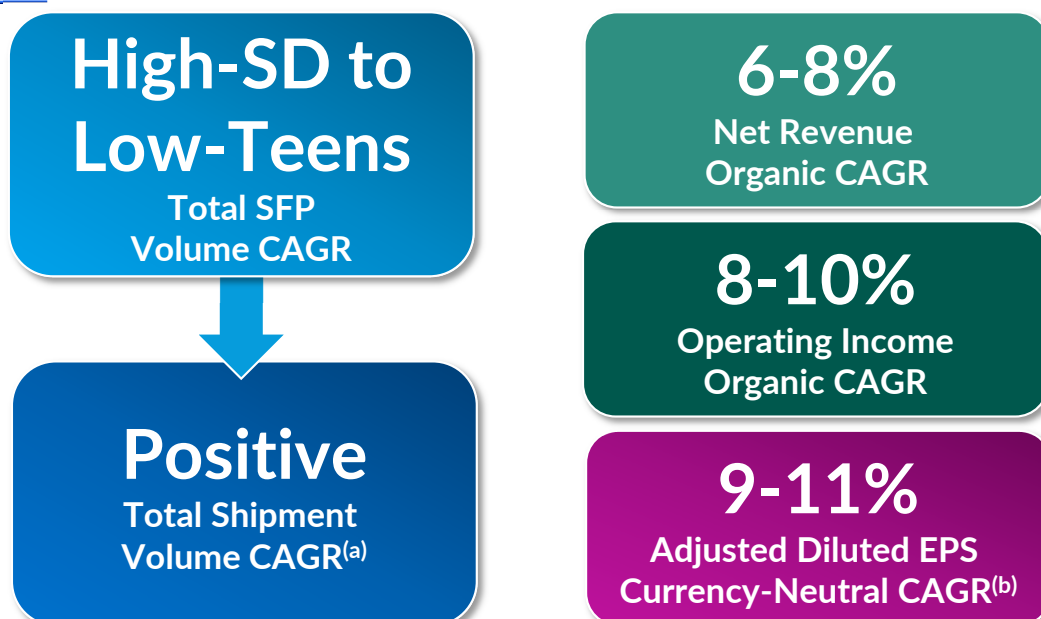 High-SD to
Low-Teens
Total SFP
Volume CAGR
Positive
Total Shipment
Volume CAGR(a)
6-8%
Net Revenue
Organic CAGR
8-10%
Operating Income
Organic CAGR
9-11%
Adjusted Diluted EPS
Currency-Neutral CAGR(b)